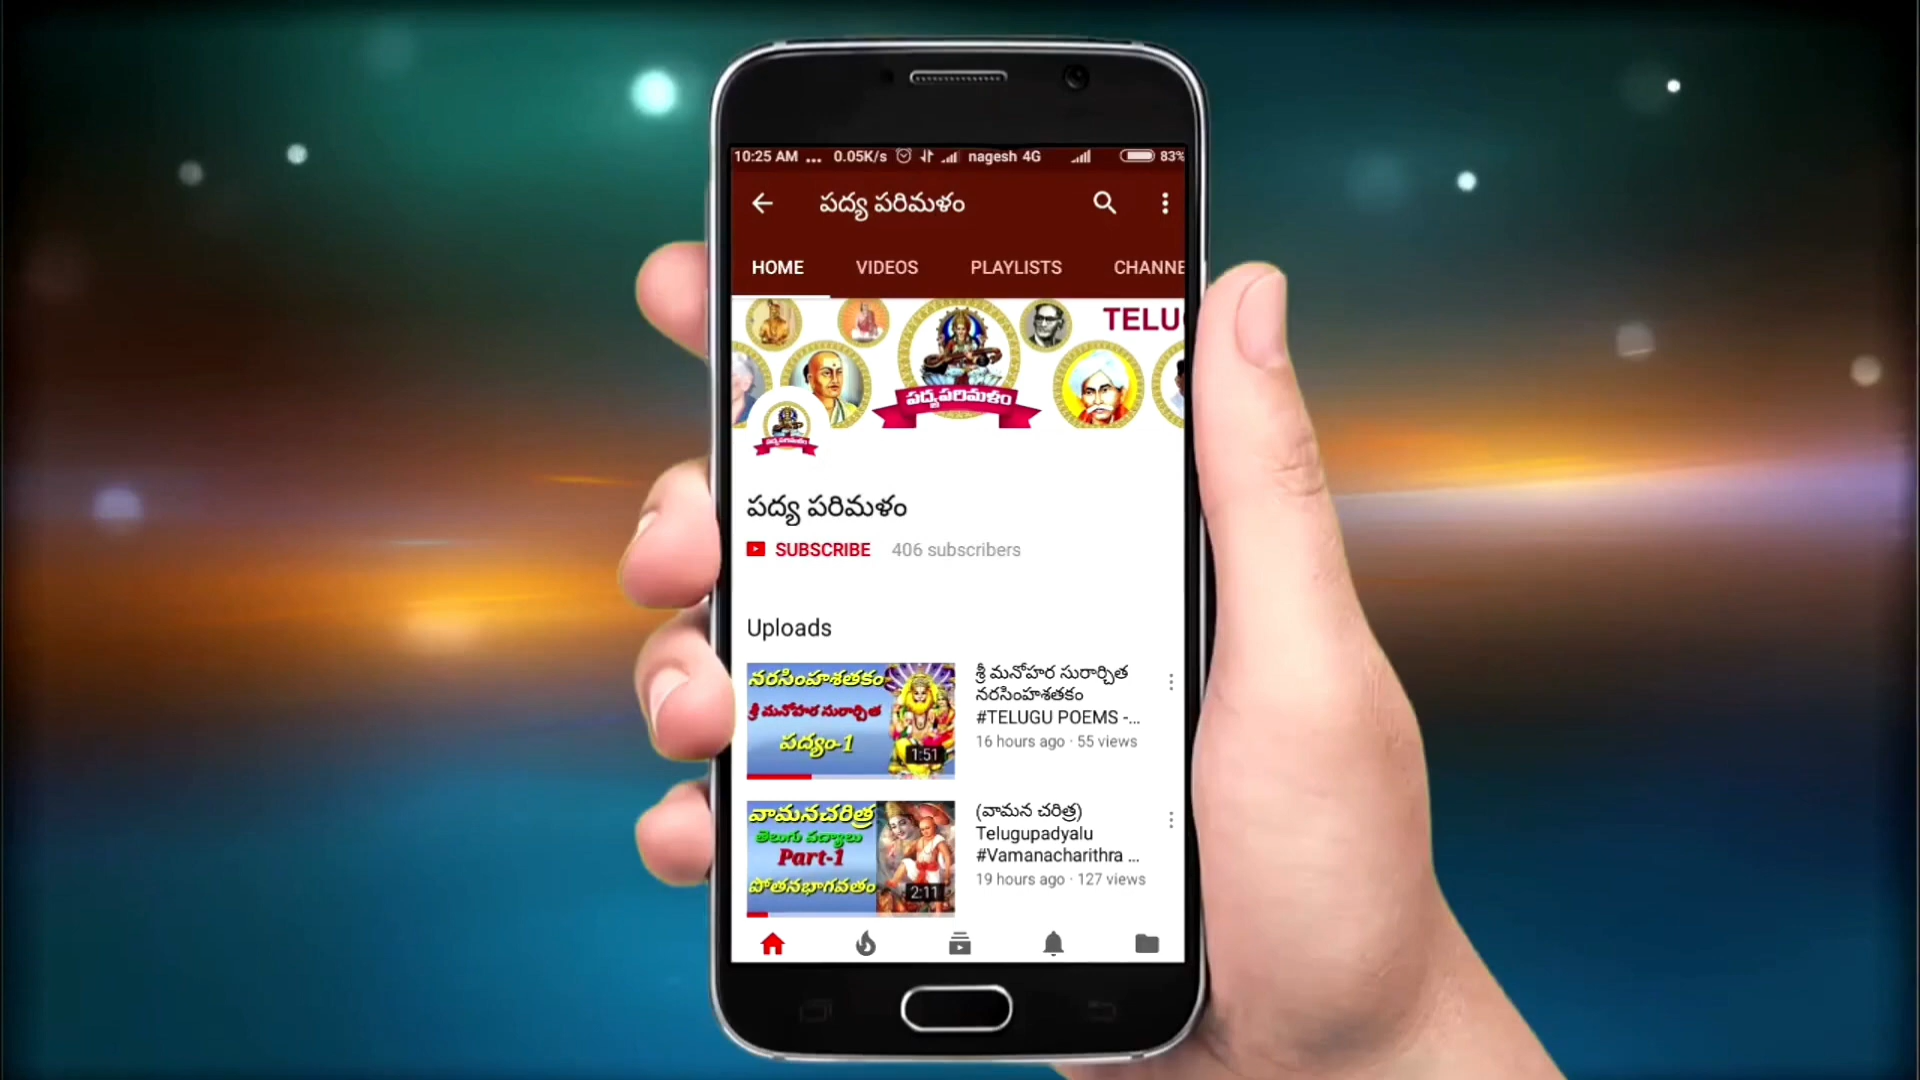 10:25 AM ... 0.05K/s nagesh 4G 83%
పద్య పరిమళం
HOME VIDEOS PLAYLISTS CHANNE
TELU
పద్యపరిమళం
పద్యపరిమళం
పద్య పరిమళం
SUBSCRIBE 406 subscribers
Uploads
నరసింహశతకం
శ్రీ మనోహర సురార్చిత
పద్యం-1
1:51
శ్రీ మనోహర సురార్చిత
నరసింహశతకం
#TELUGU POEMS -...
16 hours ago · 55 views
వామనచరిత్ర
తెలుగు పద్యాలు
Part-1
పోతనభాగవతం
2:11
(వామన చరిత్ర)
Telugupadyalu
#Vamanacharithra ...
19 hours ago · 127 views